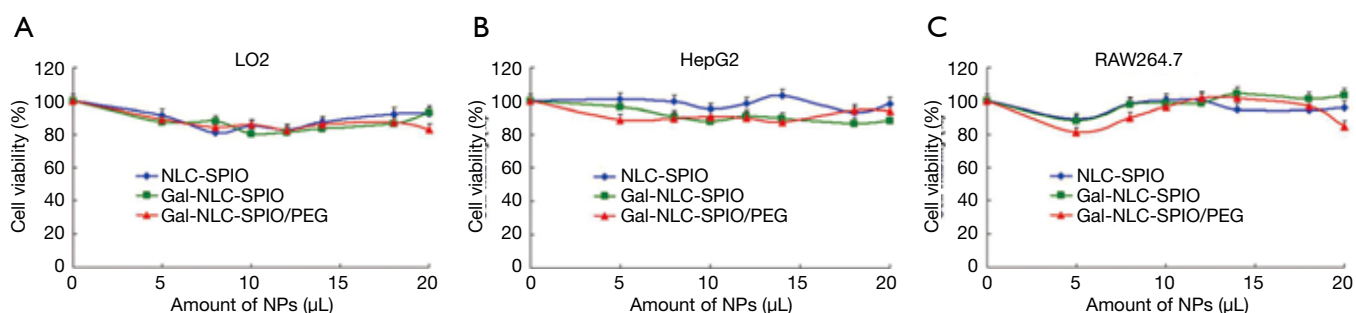 A
LO2
120
100
80
60
40
20
0
Cell viability (%)
NLC-SPIO
Gal-NLC-SPIO
Gal-NLC-SPIO/PEG
0 5 10 15 20
Amount of NPs (μL)
B
HepG2
120
100
80
60
40
20
0
Cell viability (%)
NLC-SPIO
Gal-NLC-SPIO
Gal-NLC-SPIO/PEG
0 5 10 15 20
Amount of NPs (μL)
C
RAW264.7
120
100
80
60
40
20
0
Cell viability (%)
NLC-SPIO
Gal-NLC-SPIO
Gal-NLC-SPIO/PEG
0 5 10 15 20
Amount of NPs (μL)